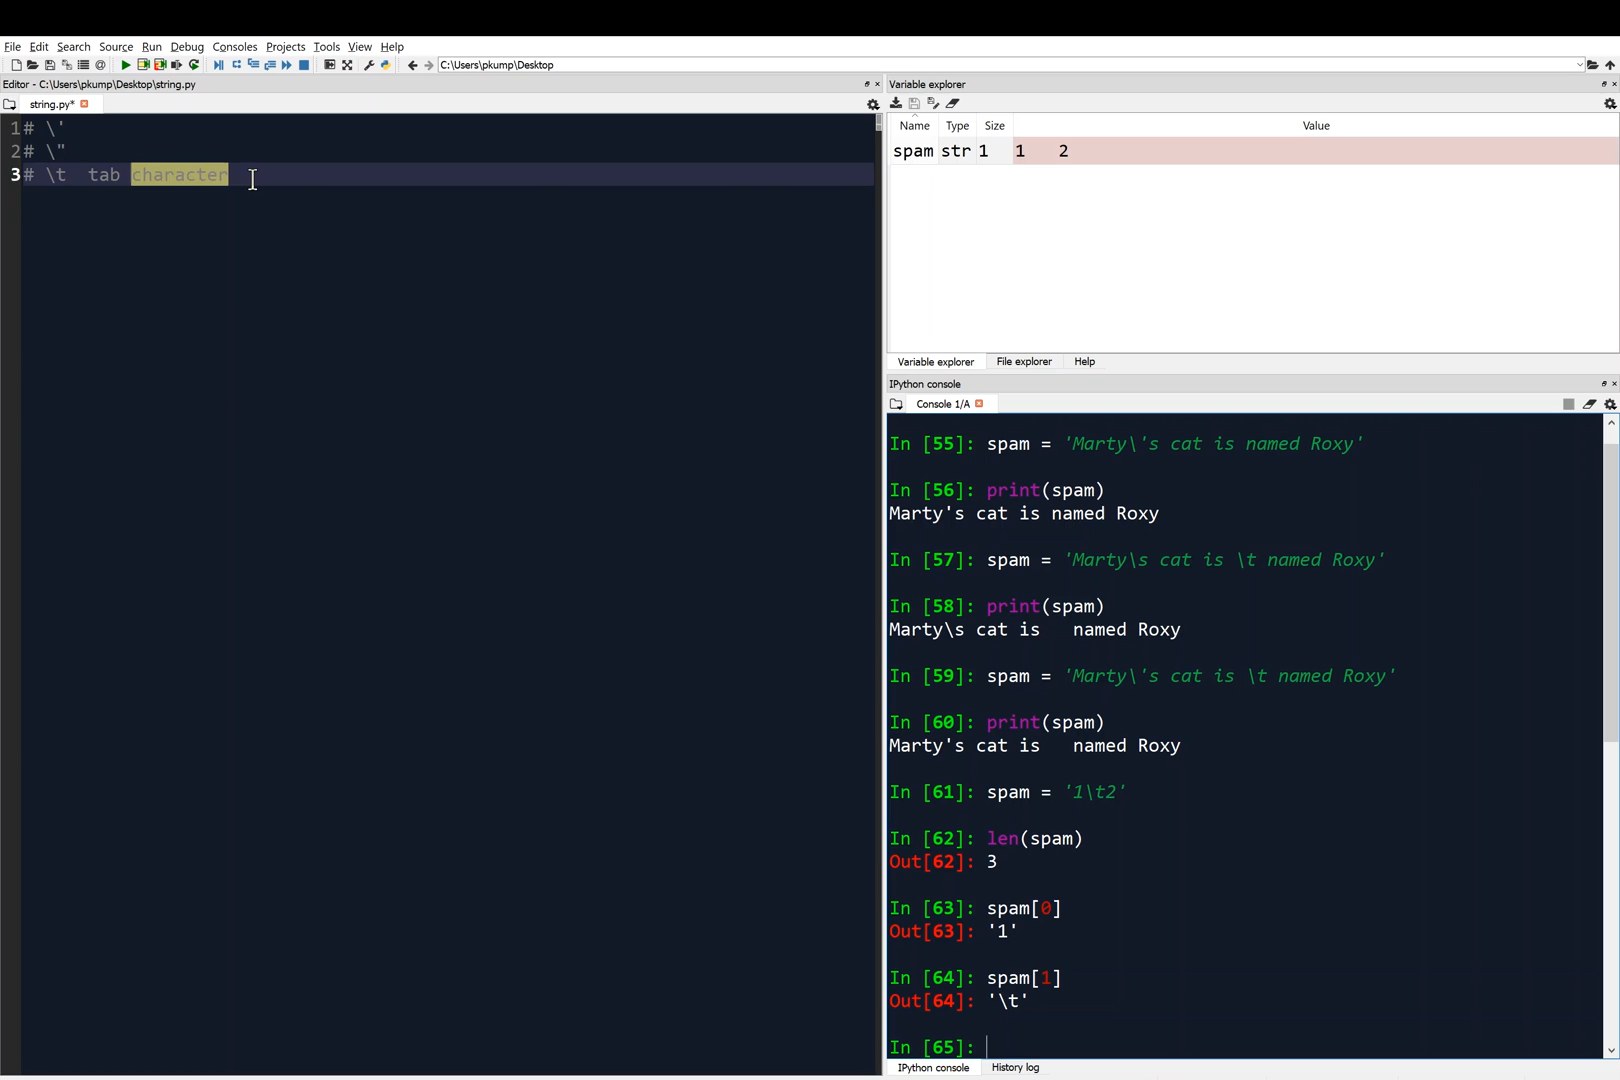 File Edit Search Source Run Debug Consoles Projects Tools View Help
C:\Users\pkump\Desktop
Editor - C:\Users\pkump\Desktop\string.py
string.py*
1# \'
2# \"
3# \t  tab character
Variable explorer
Name Type Size Value
spam str 1 1    2
Variable explorer File explorer Help
IPython console
Console 1/A
In [55]: spam = 'Marty\'s cat is named Roxy'
In [56]: print(spam)
Marty's cat is named Roxy
In [57]: spam = 'Marty\s cat is \t named Roxy'
In [58]: print(spam)
Marty\s cat is   named Roxy
In [59]: spam = 'Marty\'s cat is \t named Roxy'
In [60]: print(spam)
Marty's cat is   named Roxy
In [61]: spam = '1\t2'
In [62]: len(spam)
Out[62]: 3
In [63]: spam[0]
Out[63]: '1'
In [64]: spam[1]
Out[64]: '\t'
In [65]:
IPython console History log